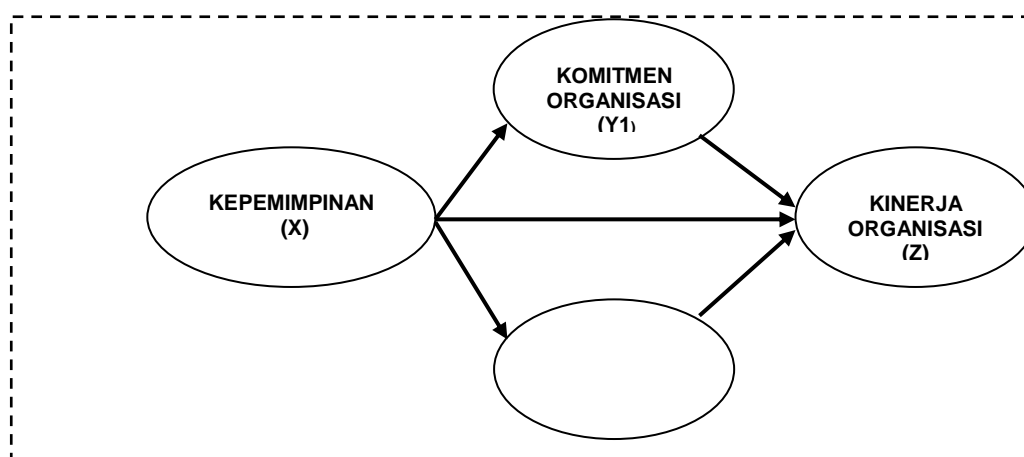 KOMITMEN
ORGANISASI
(Y1)
KEPEMIMPINAN
(X)
KINERJA
ORGANISASI
(Z)